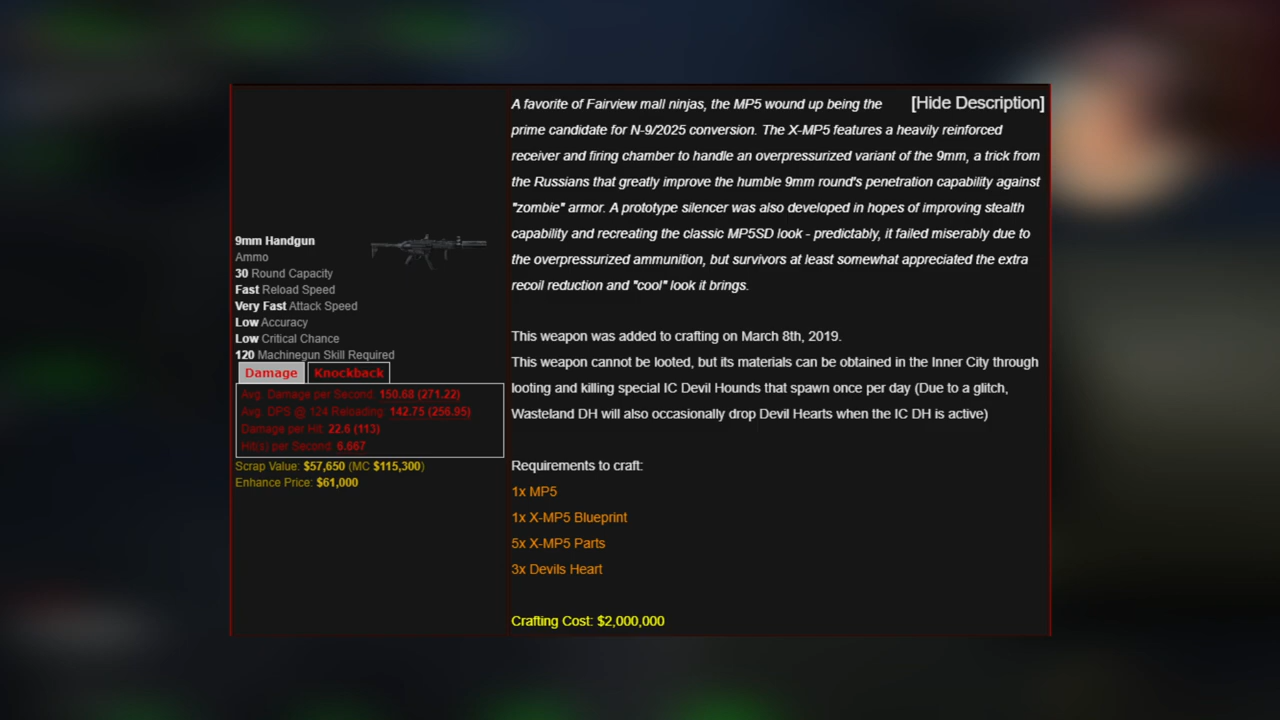 A favorite of Fairview mall ninjas, the MP5 wound up being the
[Hide Description]
prime candidate for N-9/2025 conversion. The X-MP5 features a heavily reinforced
receiver and firing chamber to handle an overpressurized variant of the 9mm, a trick from
the Russians that greatly improve the humble 9mm round's penetration capability against
"zombie" armor. A prototype silencer was also developed in hopes of improving stealth
capability and recreating the classic MP5SD look - predictably, it failed miserably due to
the overpressurized ammunition, but survivors at least somewhat appreciated the extra
recoil reduction and "cool" look it brings.
This weapon was added to crafting on March 8th, 2019.
This weapon cannot be looted, but its materials can be obtained in the Inner City through
looting and killing special IC Devil Hounds that spawn once per day (Due to a glitch,
Wasteland DH will also occasionally drop Devil Hearts when the IC DH is active)
Requirements to craft:
1x MP5
1x X-MP5 Blueprint
5x X-MP5 Parts
3x Devils Heart
Crafting Cost: $2,000,000
9mm Handgun
Ammo
30 Round Capacity
Fast Reload Speed
Very Fast Attack Speed
Low Accuracy
Low Critical Chance
120 Machinegun Skill Required
Damage
Knockback
Avg. Damage per Second: 150.68 (271.22)
Avg. DPS @ 124 Reloading: 142.75 (256.95)
Damage per Hit: 22.6 (113)
Hit(s) per Second: 6.667
Scrap Value: $57,650 (MC $115,300)
Enhance Price: $61,000